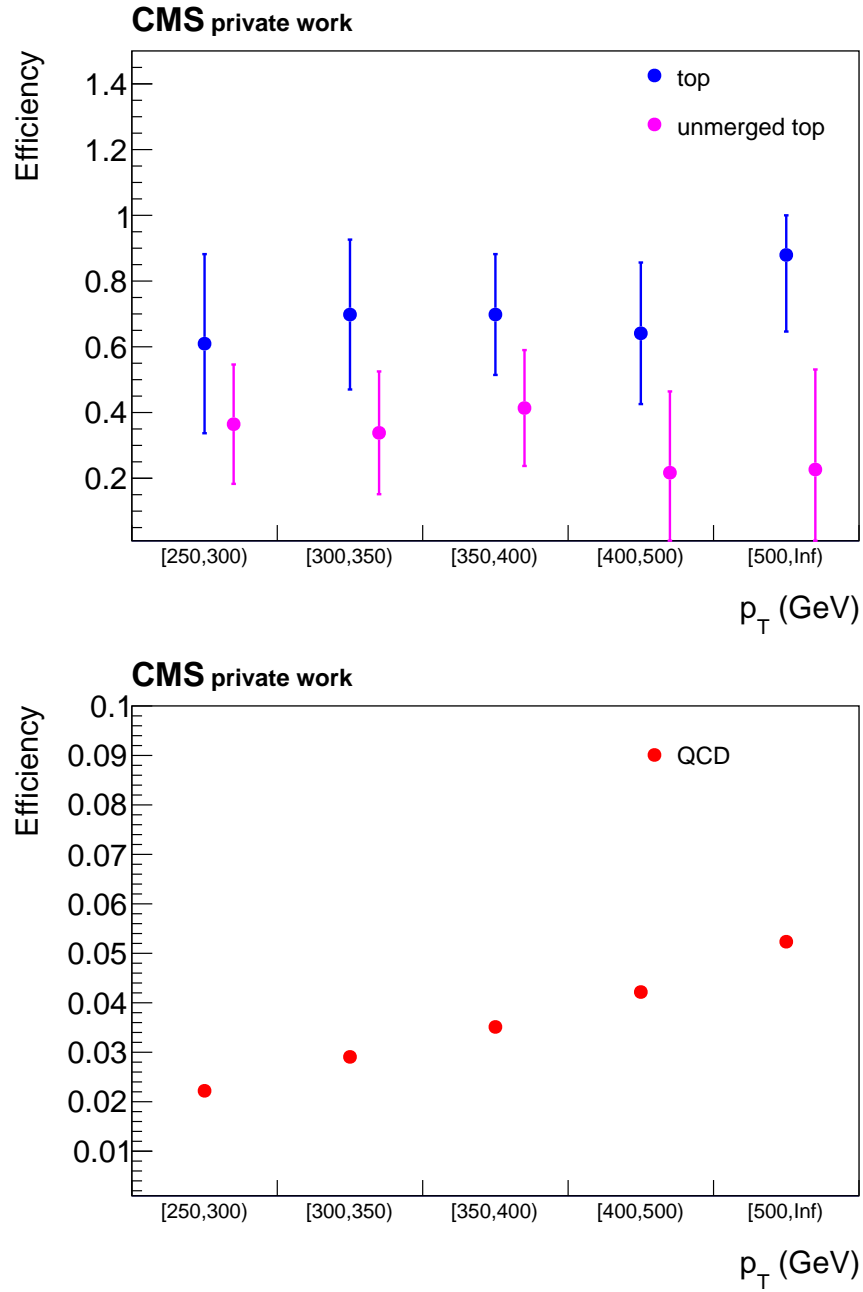 CMS private work
Efficiency
1.4
1.2
1
0.8
0.6
0.4
0.2
top
unmerged top
[250,300) [300,350) [350,400) [400,500) [500,Inf)
p_T (GeV)
CMS private work
Efficiency
0.1
0.09
0.08
0.07
0.06
0.05
0.04
0.03
0.02
0.01
QCD
[250,300) [300,350) [350,400) [400,500) [500,Inf)
p_T (GeV)